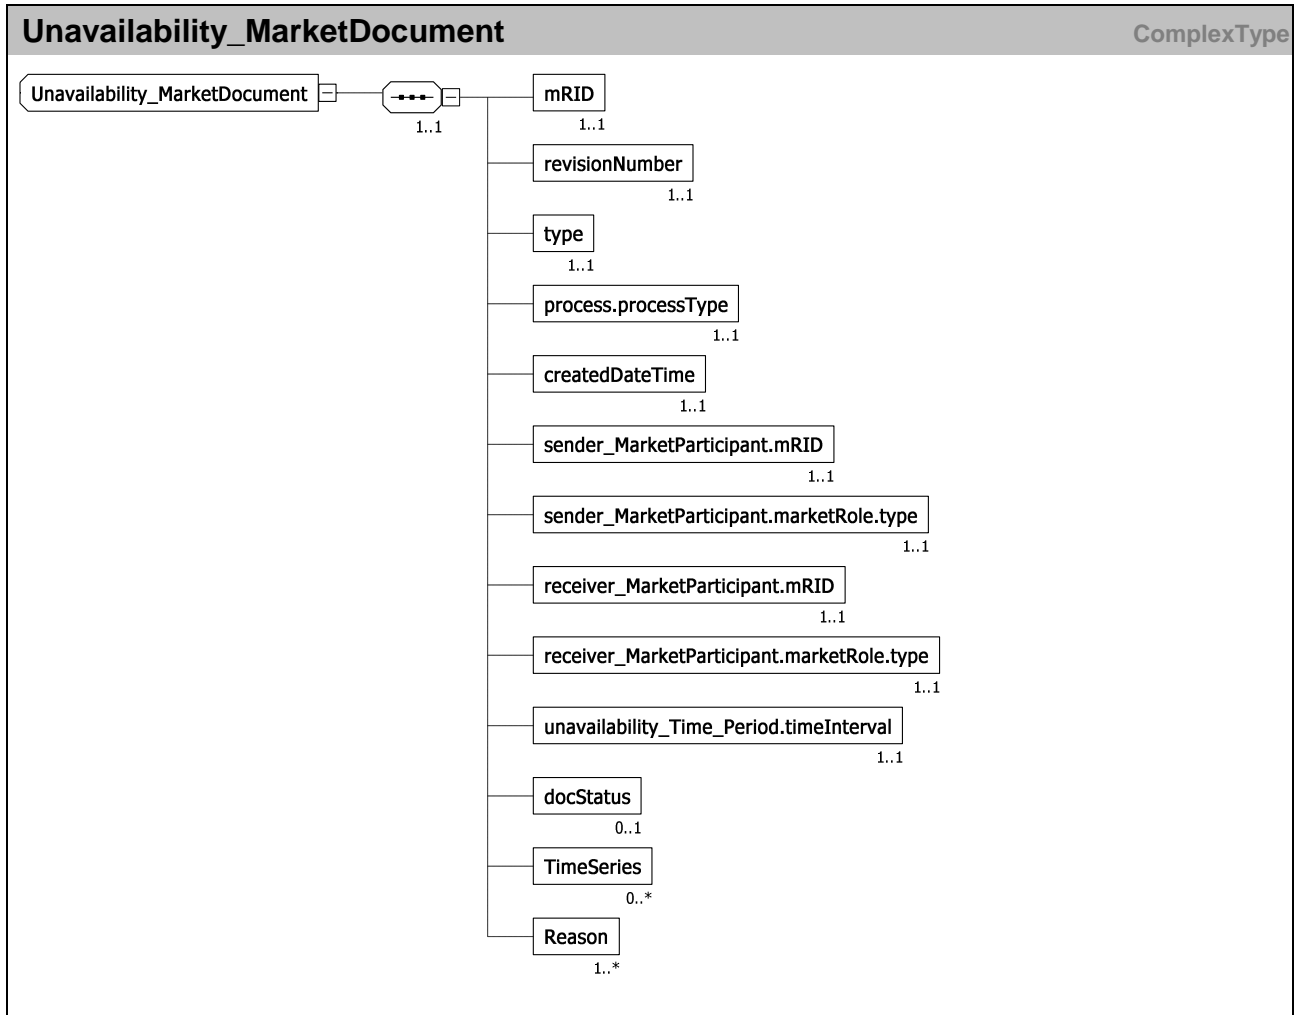 Unavailability_MarketDocument ComplexType
Unavailability_MarketDocument
1..1
mRID
1..1
revisionNumber
1..1
type
1..1
process.processType
1..1
createdDateTime
1..1
sender_MarketParticipant.mRID
1..1
sender_MarketParticipant.marketRole.type
1..1
receiver_MarketParticipant.mRID
1..1
receiver_MarketParticipant.marketRole.type
1..1
unavailability_Time_Period.timeInterval
1..1
docStatus
0..1
TimeSeries
0..*
Reason
1..*